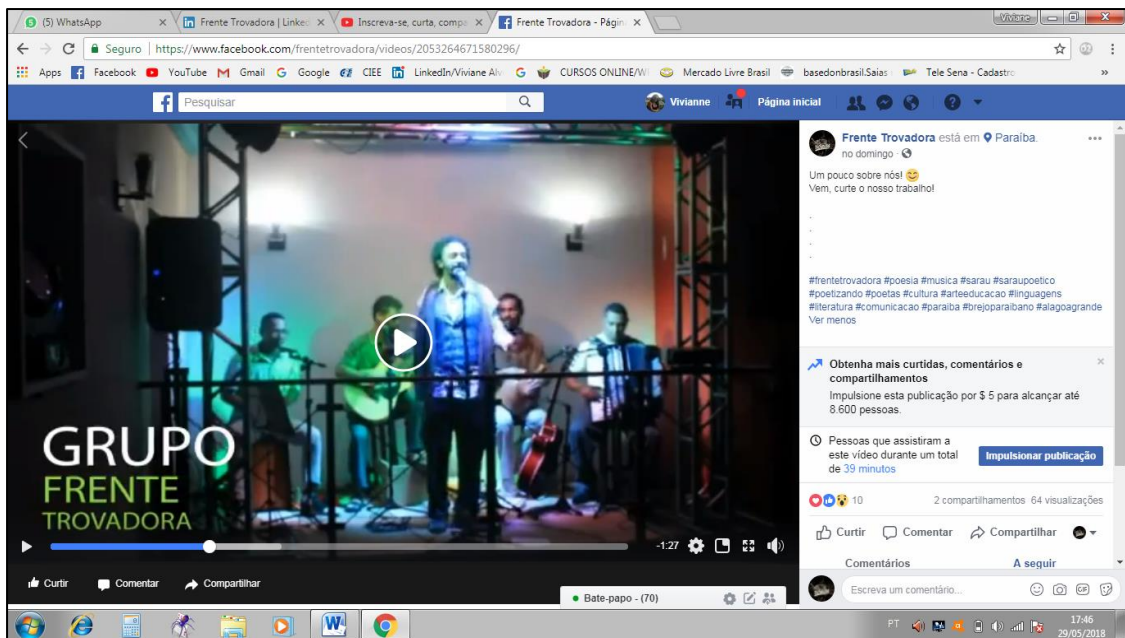 Viviane
(5) WhatsApp
Frente Trovadora | Linked
Inscreva-se, curta, compa
Frente Trovadora - Págin
Seguro | https://www.facebook.com/frentetrovadora/videos/2053264671580296/
Apps Facebook YouTube Gmail Google CIEE LinkedIn/Viviane Alv CURSOS ONLINE/W Mercado Livre Brasil basedonbrasil.Saias Tele Sena - Cadastro
Pesquisar
Vivianne
Página inicial
GRUPO
FRENTE
TROVADORA
-1:27
Curtir Comentar Compartilhar
Frente Trovadora está em Paraíba.
no domingo
Um pouco sobre nós!
Vem, curte o nosso trabalho!
.
.
.
.
#frentetrovadora #poesia #musica #sarau #saraupoetico
#poetizando #poetas #cultura #arteeducacao #linguagens
#literatura #comunicacao #paraiba #brejoparaibano #alagoagrande
Ver menos
Obtenha mais curtidas, comentários e
compartilhamentos
Impulsione esta publicação por $ 5 para alcançar até
8.600 pessoas.
Pessoas que assistiram a
este vídeo durante um total
de 39 minutos
Impulsionar publicação
10
2 compartilhamentos 64 visualizações
Curtir Comentar Compartilhar
Comentários A seguir
Escreva um comentário...
GIF
Bate-papo - (70)
PT
17:46
29/05/2018